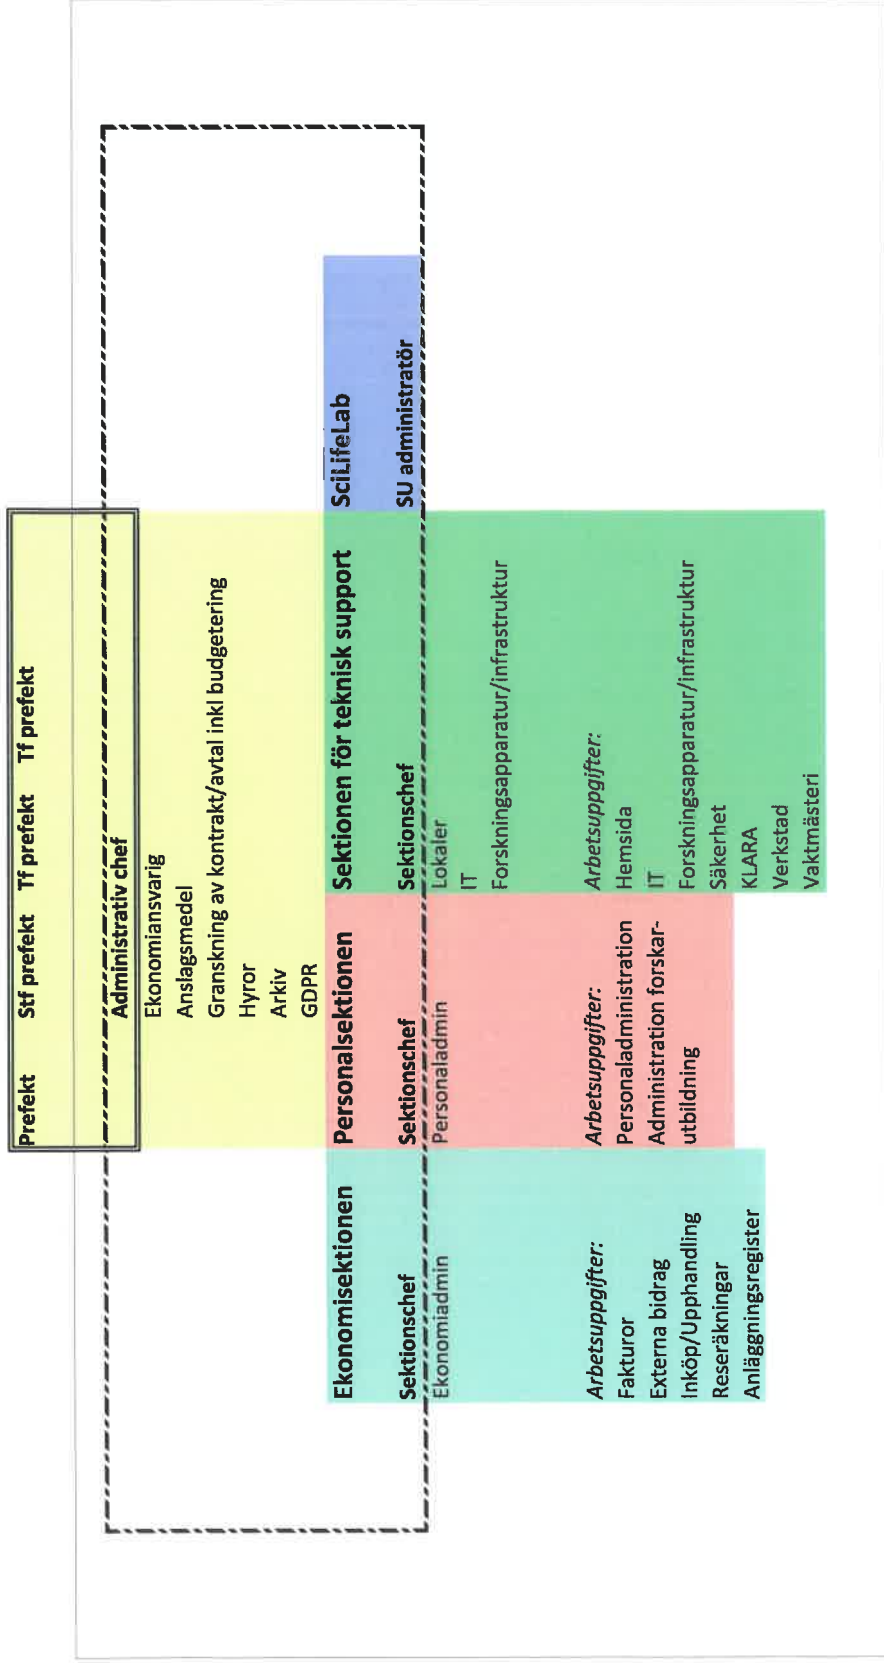 Prefekt Stf prefekt Tf prefekt Tf prefekt
Administrativ chef
Ekonomiansvarig
Anslagsmedel
Granskning av kontrakt/avtal inkl budgetering
Hyror
Arkiv
GDPR
Ekonomisektionen
Sektionschef
Ekonomiadmin
Arbetsuppgifter:
Fakturor
Externa bidrag
Inköp/Upphandling
Reseräkningar
Anläggningsregister
Personalsektionen
Sektionschef
Personaladmin
Arbetsuppgifter:
Personaladministration
Administration forskar-
utbildning
Sektionen för teknisk support
Sektionschef
Lokaler
IT
Forskningsapparatur/infrastruktur
Arbetsuppgifter:
Hemsida
IT
Forskningsapparatur/infrastruktur
Säkerhet
KLARA
Verkstad
Vaktmästeri
SciLifeLab
SU administratör